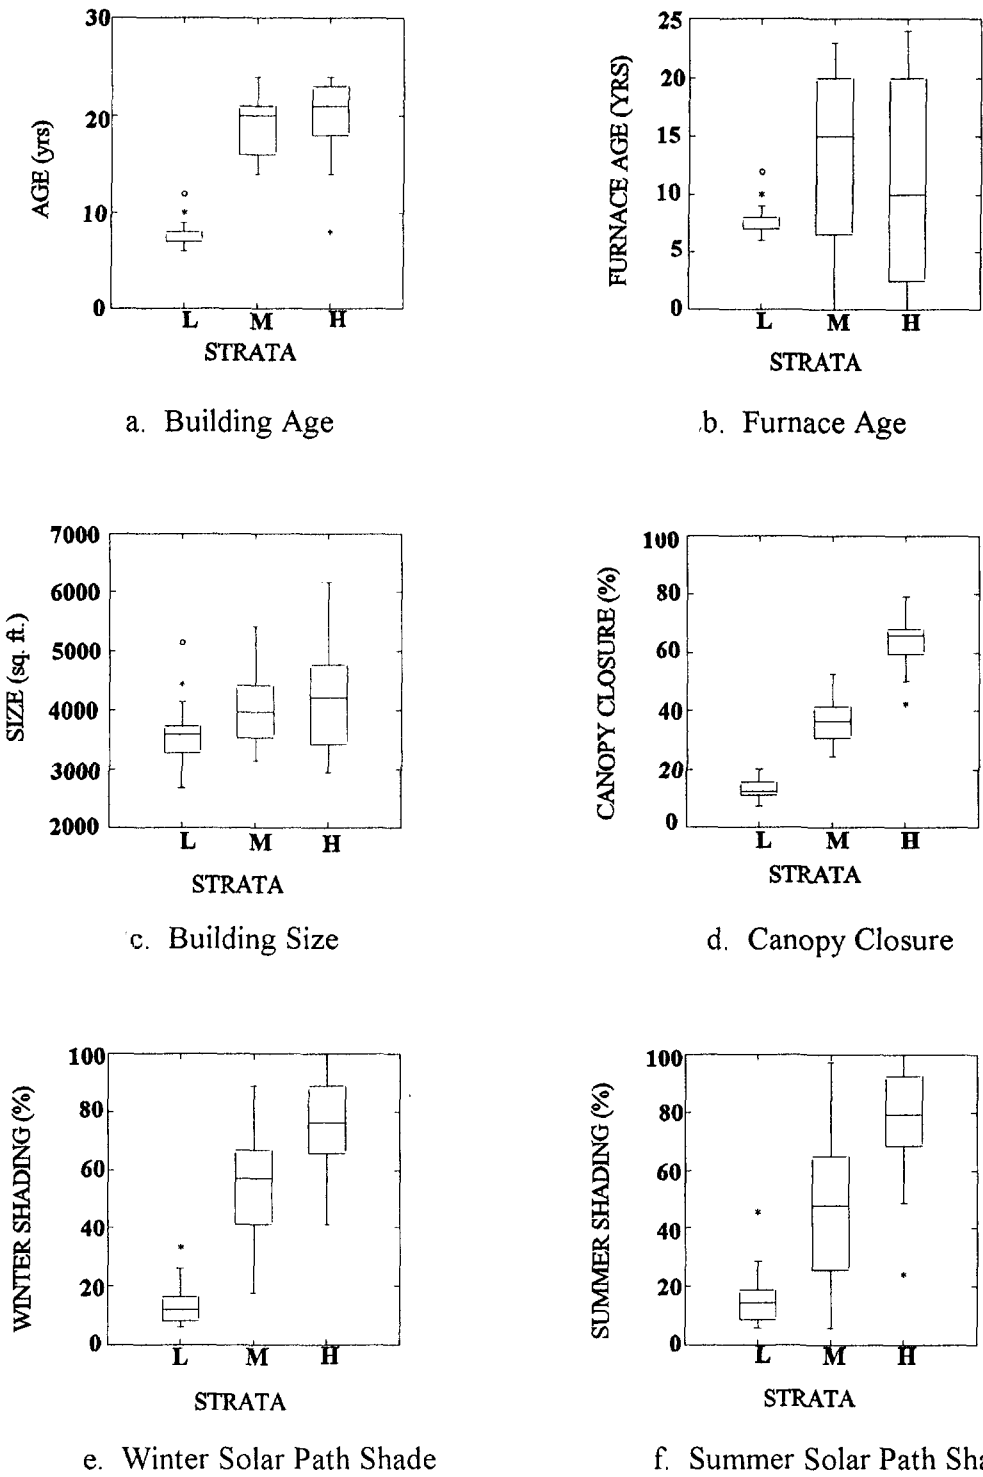 30
20
10
0
AGE (yrs)
L M H
STRATA
a. Building Age
25
20
15
10
5
0
FURNACE AGE (YRS)
L M H
STRATA
b. Furnace Age
7000
6000
5000
4000
3000
2000
SIZE (sq. ft.)
L M H
STRATA
c. Building Size
100
80
60
40
20
0
CANOPY CLOSURE (%)
L M H
STRATA
d. Canopy Closure
100
80
60
40
20
0
WINTER SHADING (%)
L M H
STRATA
e. Winter Solar Path Shade
100
80
60
40
20
0
SUMMER SHADING (%)
L M H
STRATA
f. Summer Solar Path Sha